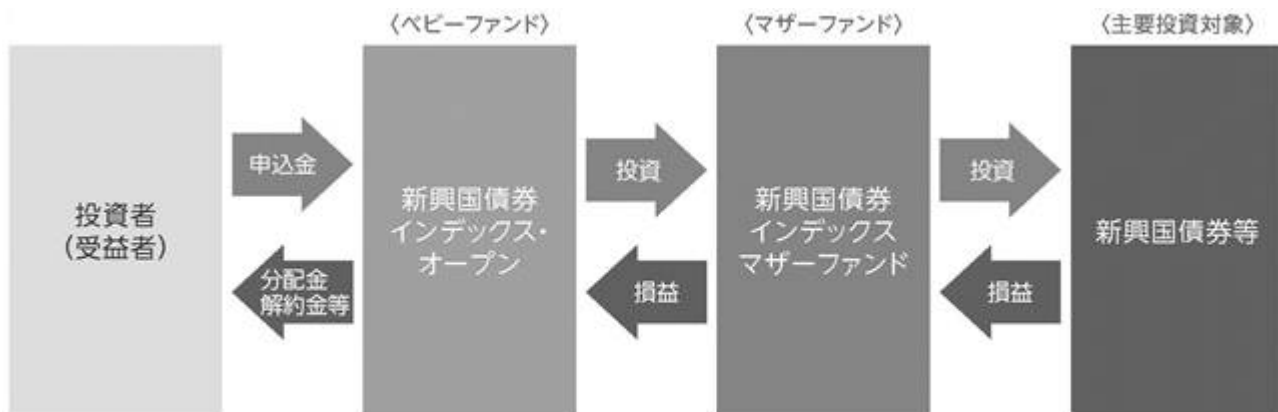 〈ベビーファンド〉
〈マザーファンド〉
〈主要投資対象〉
投資者
(受益者)
申込金
分配金
解約金等
新興国債券
インデックス・
オープン
投資
損益
新興国債券
インデックス
マザーファンド
投資
損益
新興国債券等